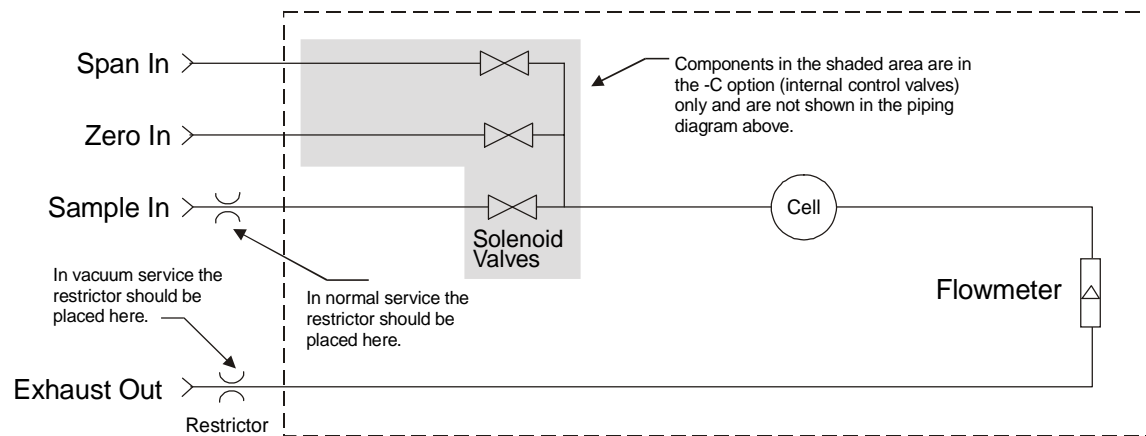 Span In
Components in the shaded area are in
the -C option (internal control valves)
only and are not shown in the piping
diagram above.
Zero In
Sample In
Solenoid
Valves
Cell
In vacuum service the
restrictor should be
placed here.
In normal service the
restrictor should be
placed here.
Flowmeter
Exhaust Out
Restrictor